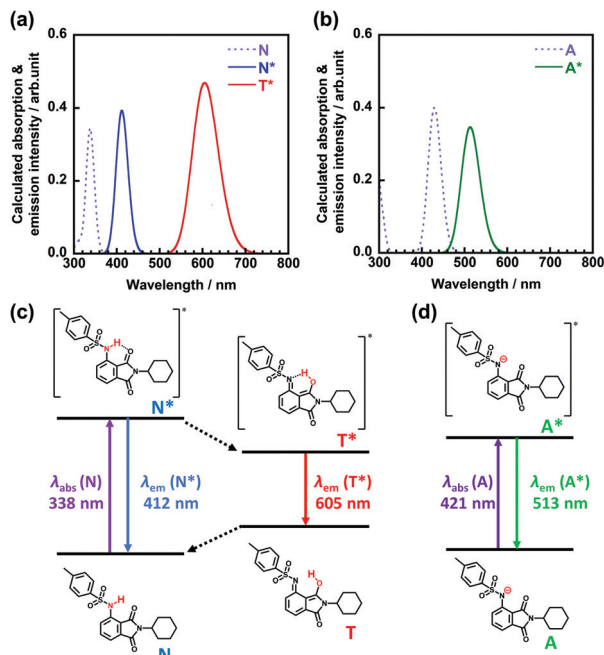 (a)
Calculated absorption &
emission intensity / arb.unit
0.6
0.4
0.2
0.0
300 400 500 600 700 800
Wavelength / nm
N
N*
T*
(b)
Calculated absorption &
emission intensity / arb.unit
0.6
0.4
0.2
0.0
300 400 500 600 700 800
Wavelength / nm
A
A*
(c)
*
O
S
O
N
H
O
N
O
N*
λabs (N)
338 nm
λem (N*)
412 nm
O
S
O
N
H
O
N
O
N
*
O
S
O
N
H
O
N
O
T*
λem (T*)
605 nm
O
S
O
N
H
O
N
O
T
(d)
*
O
S
O
N
⊖
O
N
O
A*
λabs (A)
421 nm
λem (A*)
513 nm
O
S
O
N
⊖
O
N
O
A